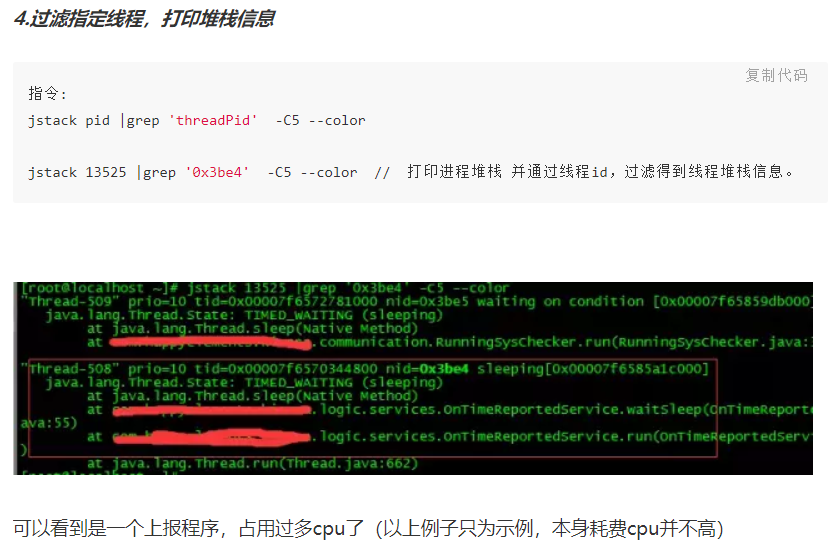 4.过滤指定线程，打印堆栈信息
复制代码
指令:
jstack pid |grep 'threadPid'  -C5 --color
jstack 13525 |grep '0x3be4'  -C5 --color  //  打印进程堆栈 并通过线程id，过滤得到线程堆栈信息。
[root@localhost ~]# jstack 13525 |grep '0x3be4' -C5 --color
"Thread-509" prio=10 tid=0x00007f6572781000 nid=0x3be5 waiting on condition [0x00007f65859db000]
java.lang.Thread.State: TIMED_WAITING (sleeping)
at java.lang.Thread.sleep(Native Method)
at .communication.RunningSysChecker.run(RunningSysChecker.java:
"Thread-508" prio=10 tid=0x00007f6570344800 nid=0x3be4 sleeping[0x00007f6585a1c000]
java.lang.Thread.State: TIMED_WAITING (sleeping)
at java.lang.Thread.sleep(Native Method)
at .logic.services.OnTimeReportedService.waitSleep(OnTimeReport
ava:55)
at .logic.services.OnTimeReportedService.run(OnTimeReportedServ
)
at java.lang.Thread.run(Thread.java:662)
可以看到是一个上报程序，占用过多cpu了（以上例子只为示例，本身耗费cpu并不高）